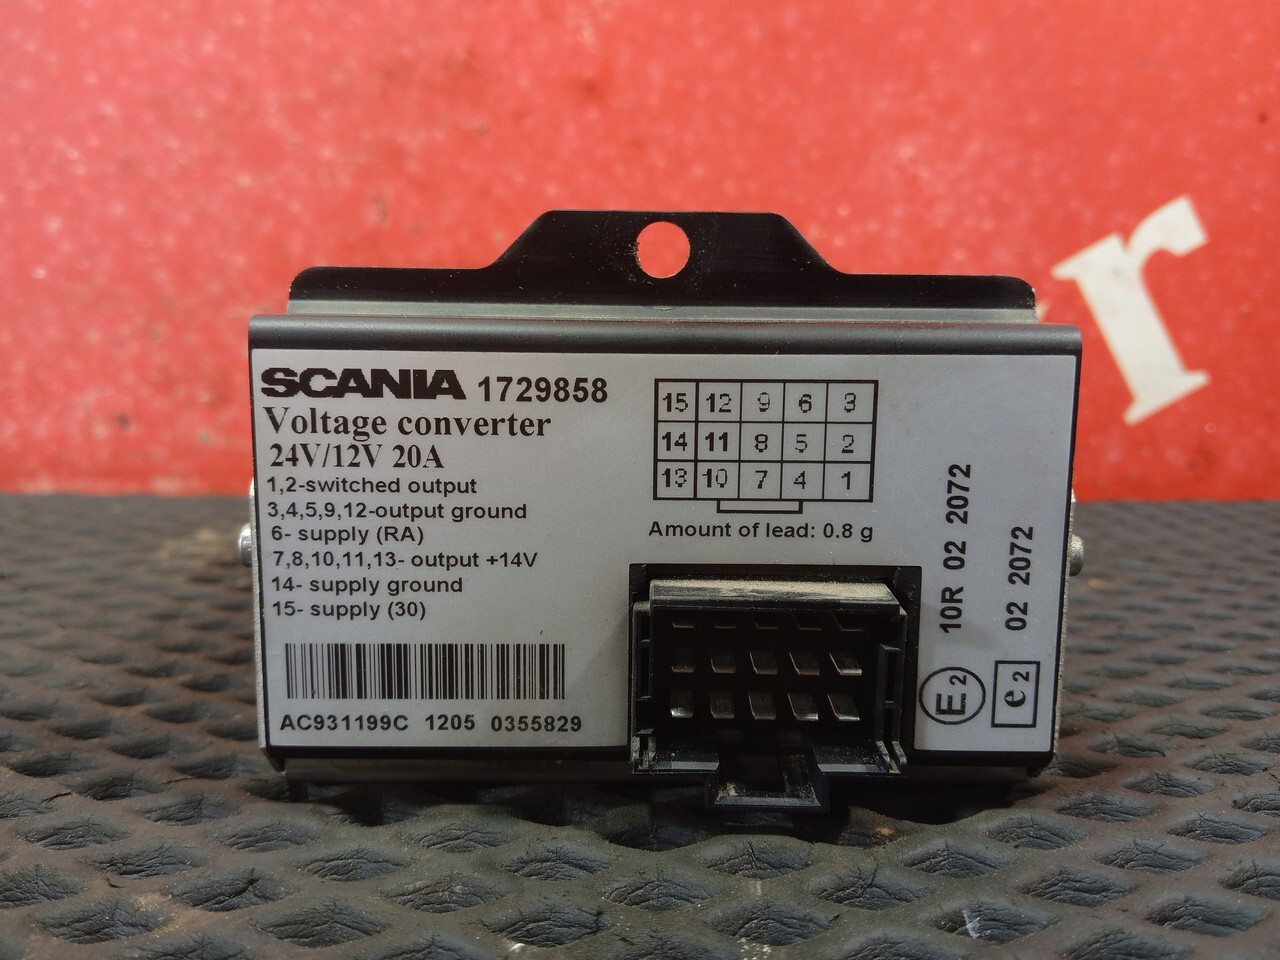 SCANIA 1729858
Voltage converter
24V/12V 20A
1,2-switched output
3,4,5,9,12-output ground
6- supply (RA)
7,8,10,11,13- output +14V
14- supply ground
15- supply (30)
AC931199C 1205 0355829
15 12 9 6 3
14 11 8 5 2
13 10 7 4 1
Amount of lead: 0.8 g
10R 02 2072
E2
02 2072
e2
r